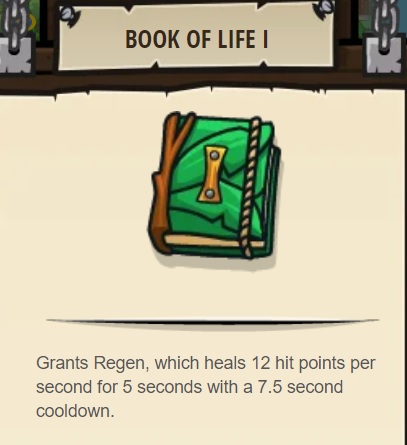 BOOK OF LIFE I
Grants Regen, which heals 12 hit points per
second for 5 seconds with a 7.5 second
cooldown.